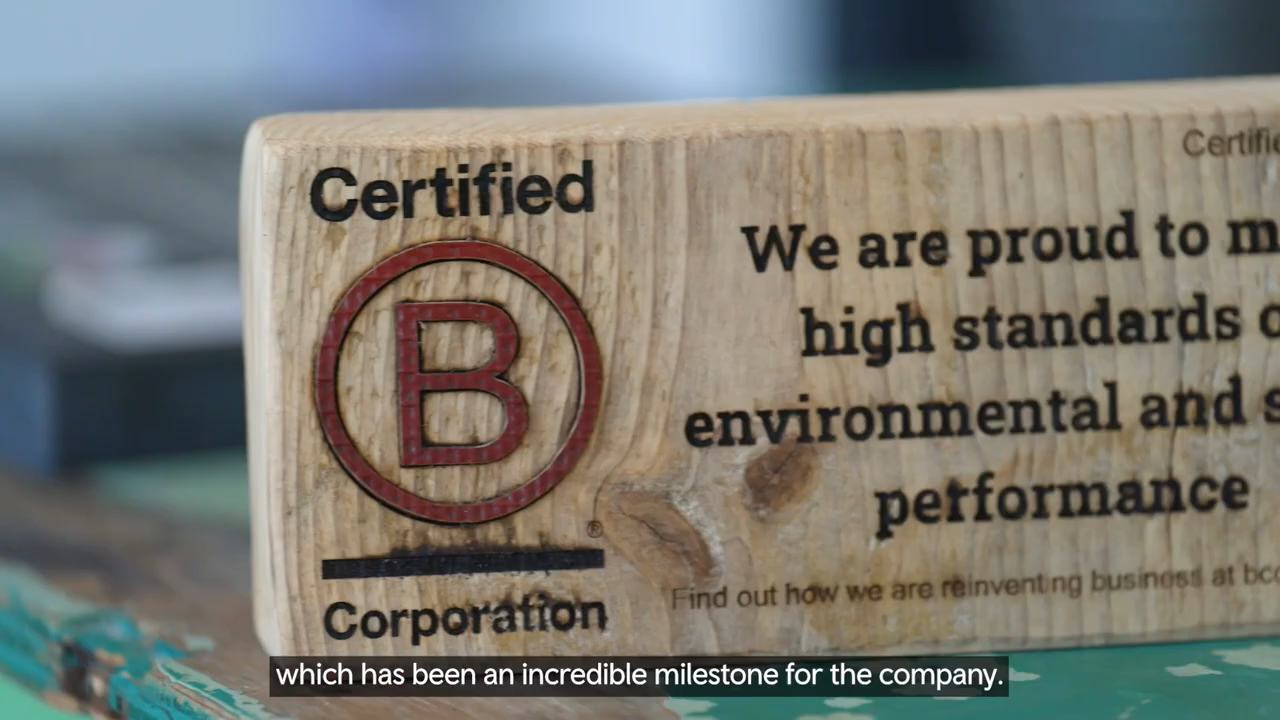 Certified
B
®
Corporation
Certifie
We are proud to m
high standards o
environmental and s
performance
Find out how we are reinventing business at bco
which has been an incredible milestone for the company.